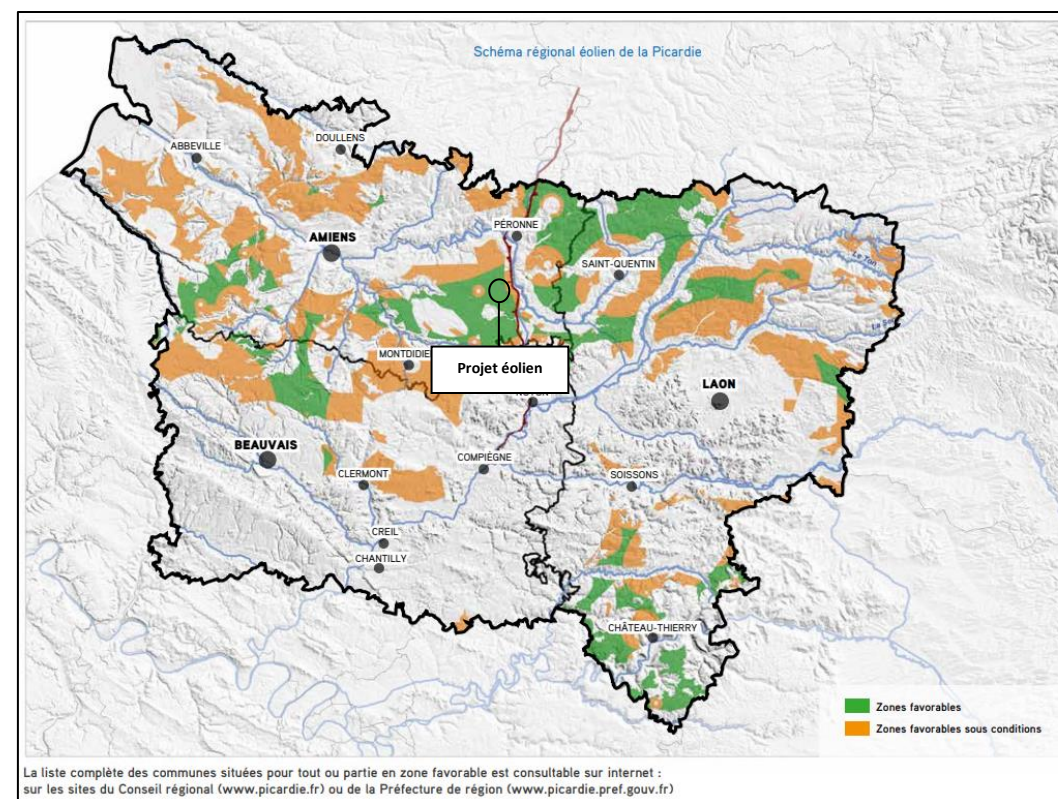 Schéma régional éolien de la Picardie
DOULLENS
ABBEVILLE
PÉRONNE
AMIENS
SAINT-QUENTIN
Le Ton
MONTDIDIE
Projet éolien
LAON
BEAUVAIS
COMPIÈGNE
CLERMONT
SOISSONS
CREIL
CHANTILLY
CHÂTEAU-THIERRY
Zones favorables
Zones favorables sous conditions
La liste complète des communes situées pour tout ou partie en zone favorable est consultable sur internet :
sur les sites du Conseil régional (www.picardie.fr) ou de la Préfecture de région (www.picardie.pref.gouv.fr)